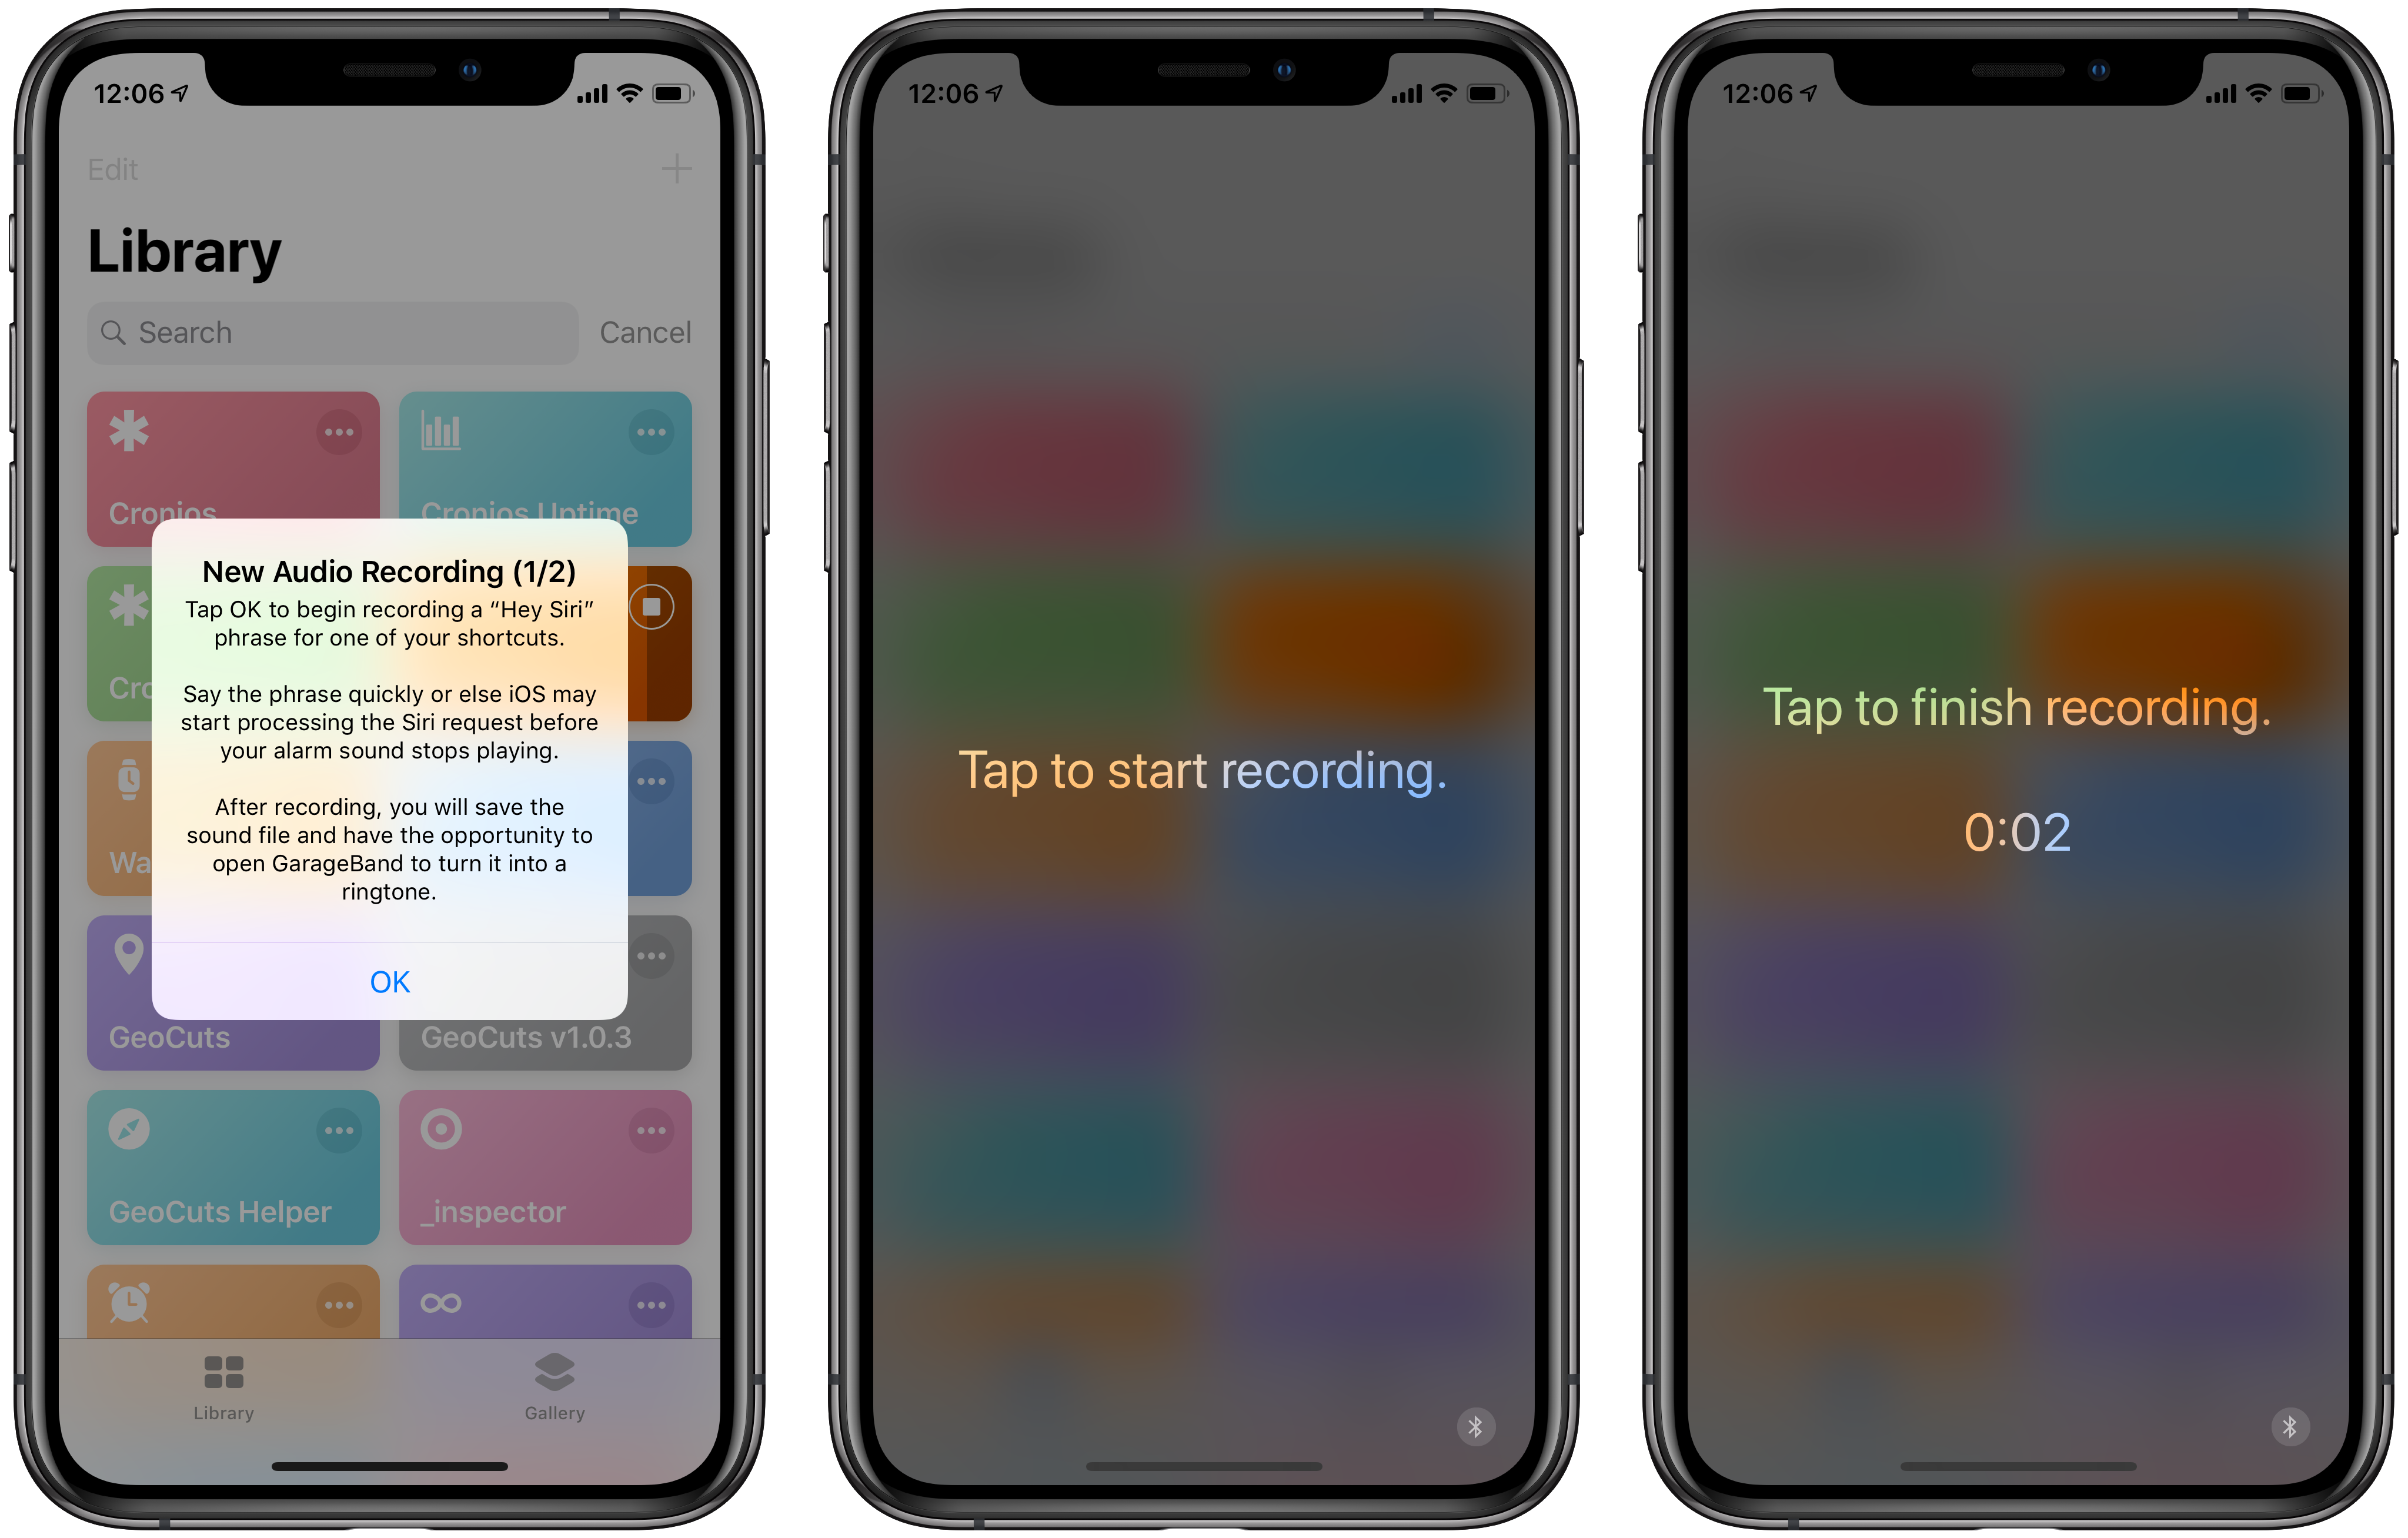 12:06
Edit
Library
Search
Cancel
Cronios
Cronios Uptime
New Audio Recording (1/2)
Tap OK to begin recording a “Hey Siri”
phrase for one of your shortcuts.
Say the phrase quickly or else iOS may
start processing the Siri request before
your alarm sound stops playing.
After recording, you will save the
sound file and have the opportunity to
open GarageBand to turn it into a
ringtone.
OK
Cro
Wa
GeoCuts
GeoCuts v1.0.3
GeoCuts Helper
_inspector
Library
Gallery
12:06
Tap to start recording.
12:06
Tap to finish recording.
0:02